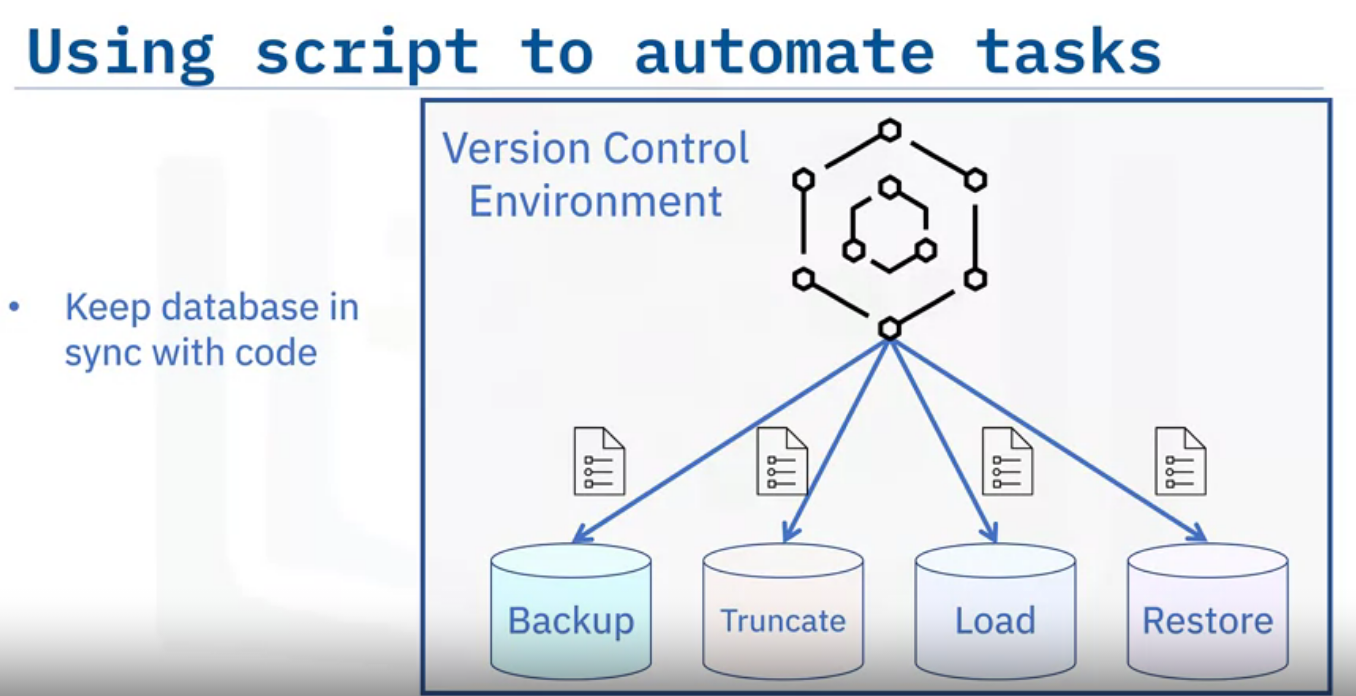 Using script to automate tasks
Version Control
Environment
• Keep database in
sync with code
Backup
Truncate
Load
Restore